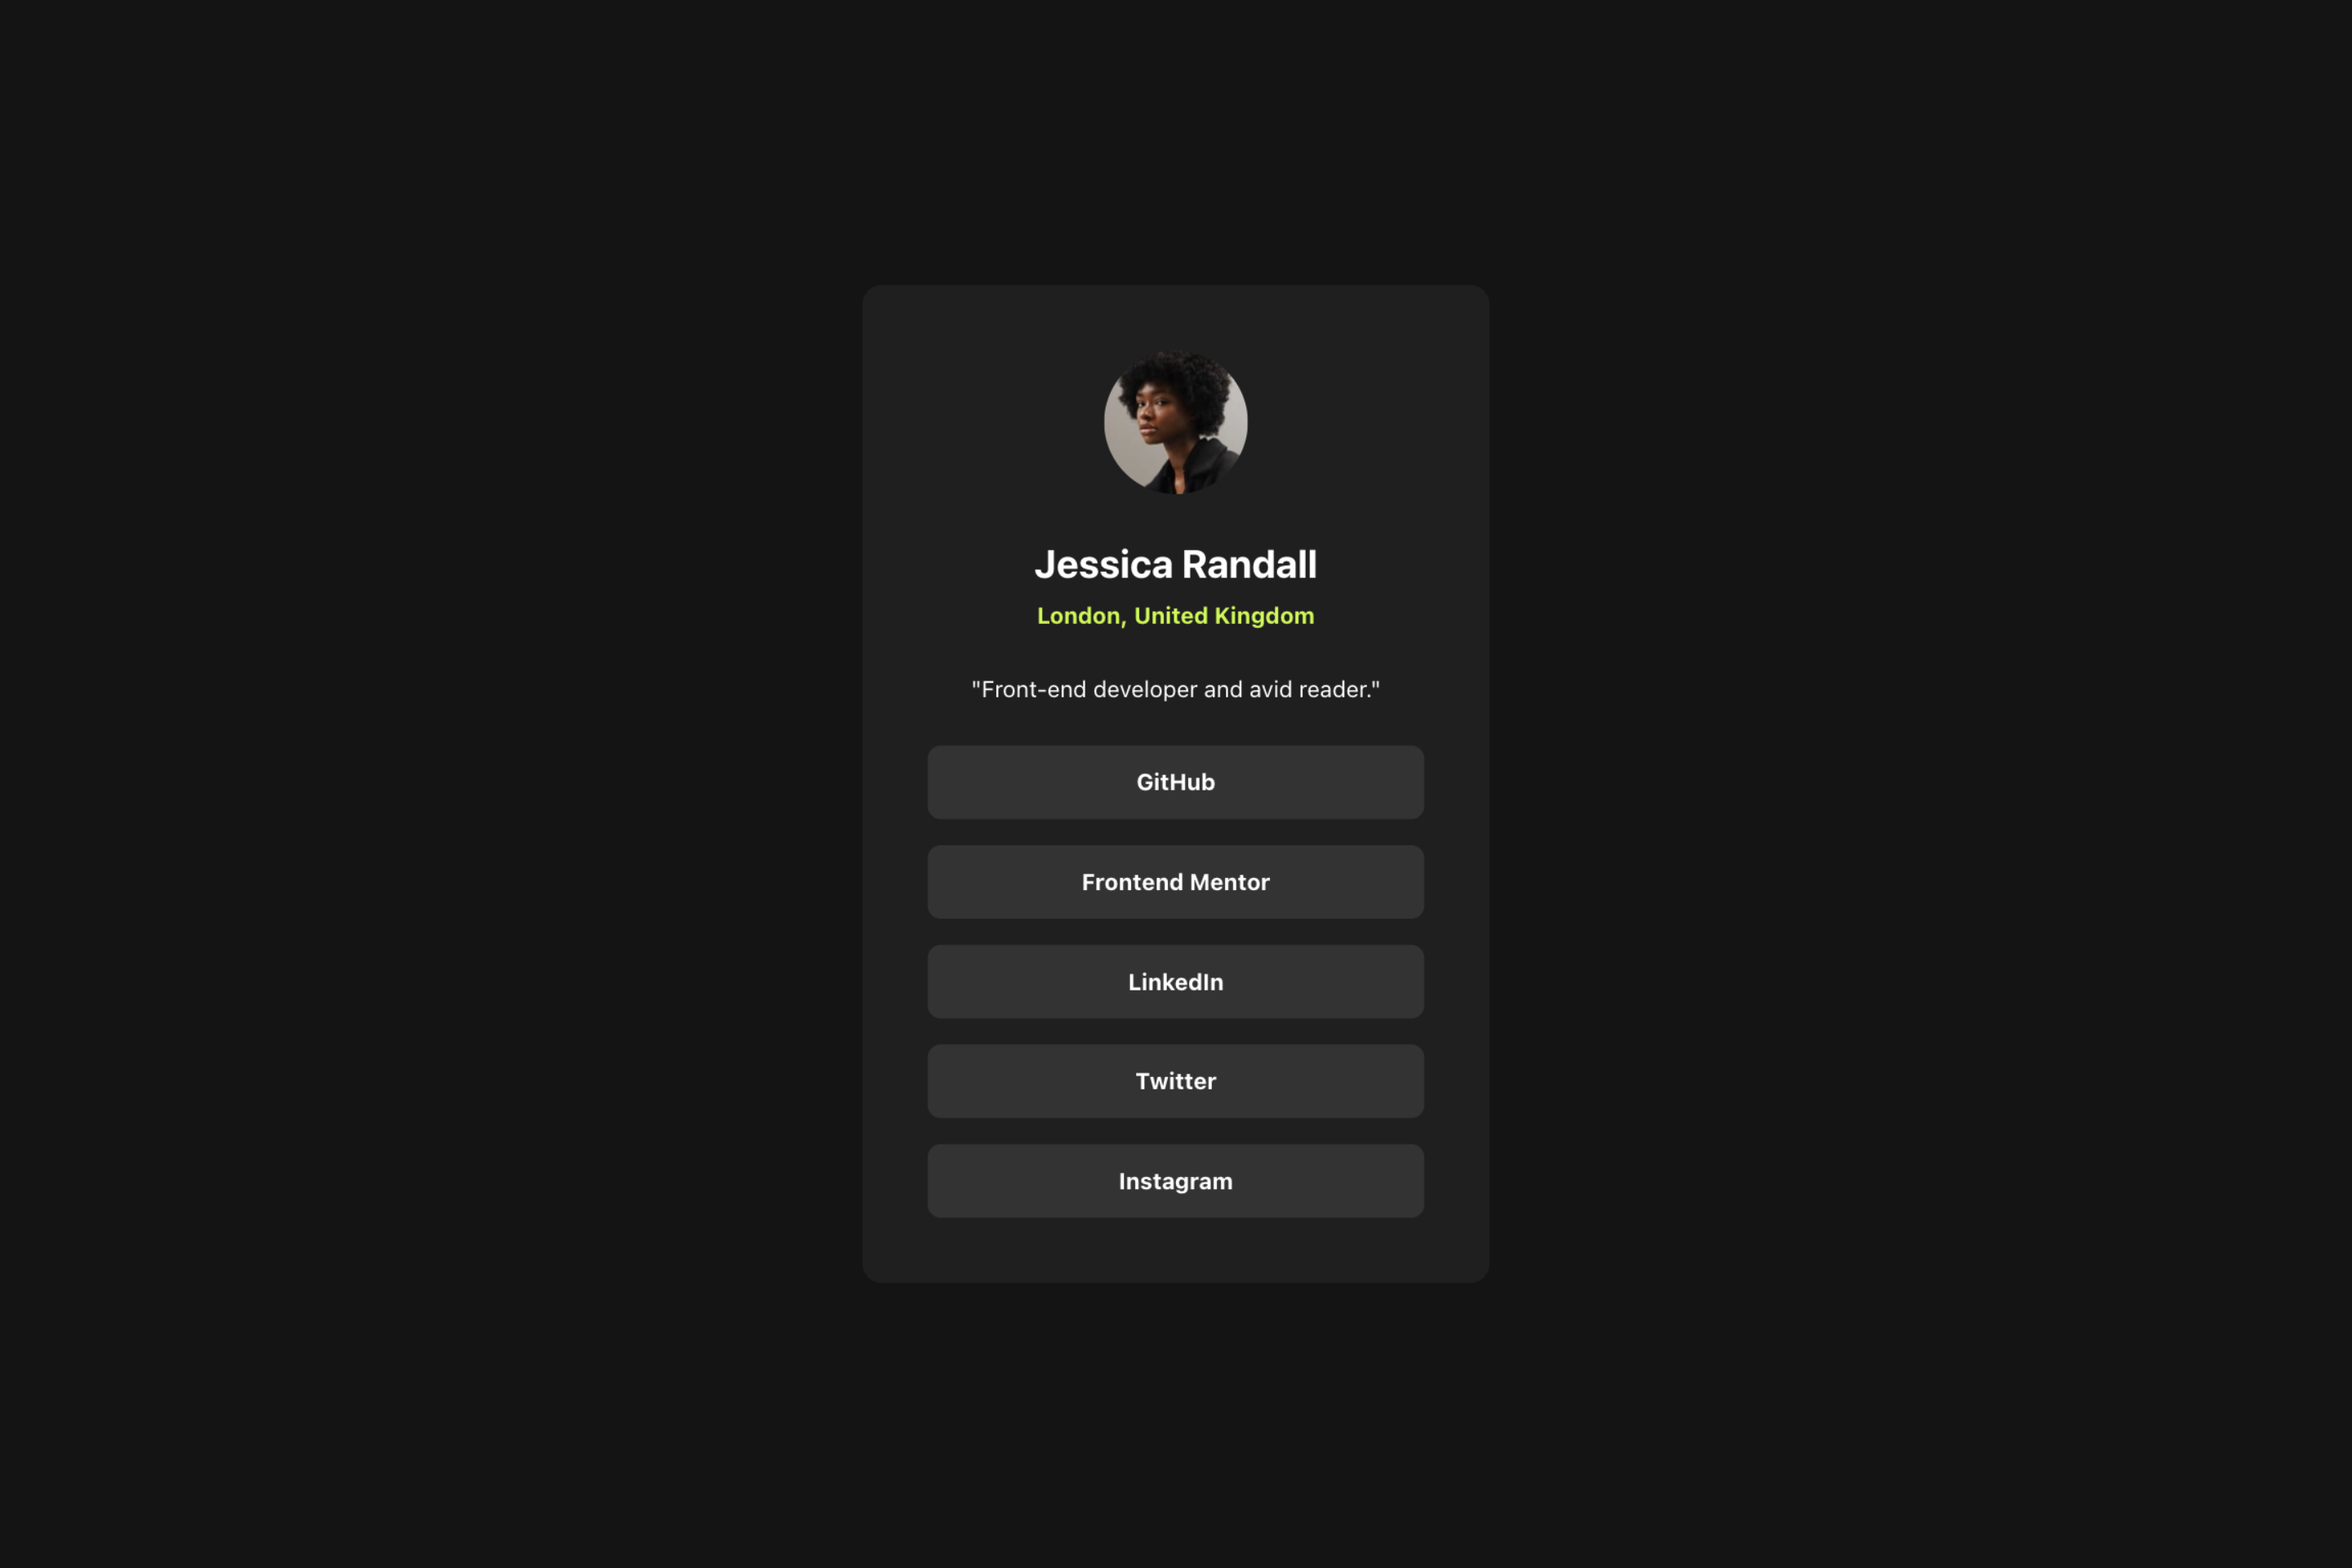 Jessica Randall
London, United Kingdom
"Front-end developer and avid reader."
GitHub
Frontend Mentor
LinkedIn
Twitter
Instagram